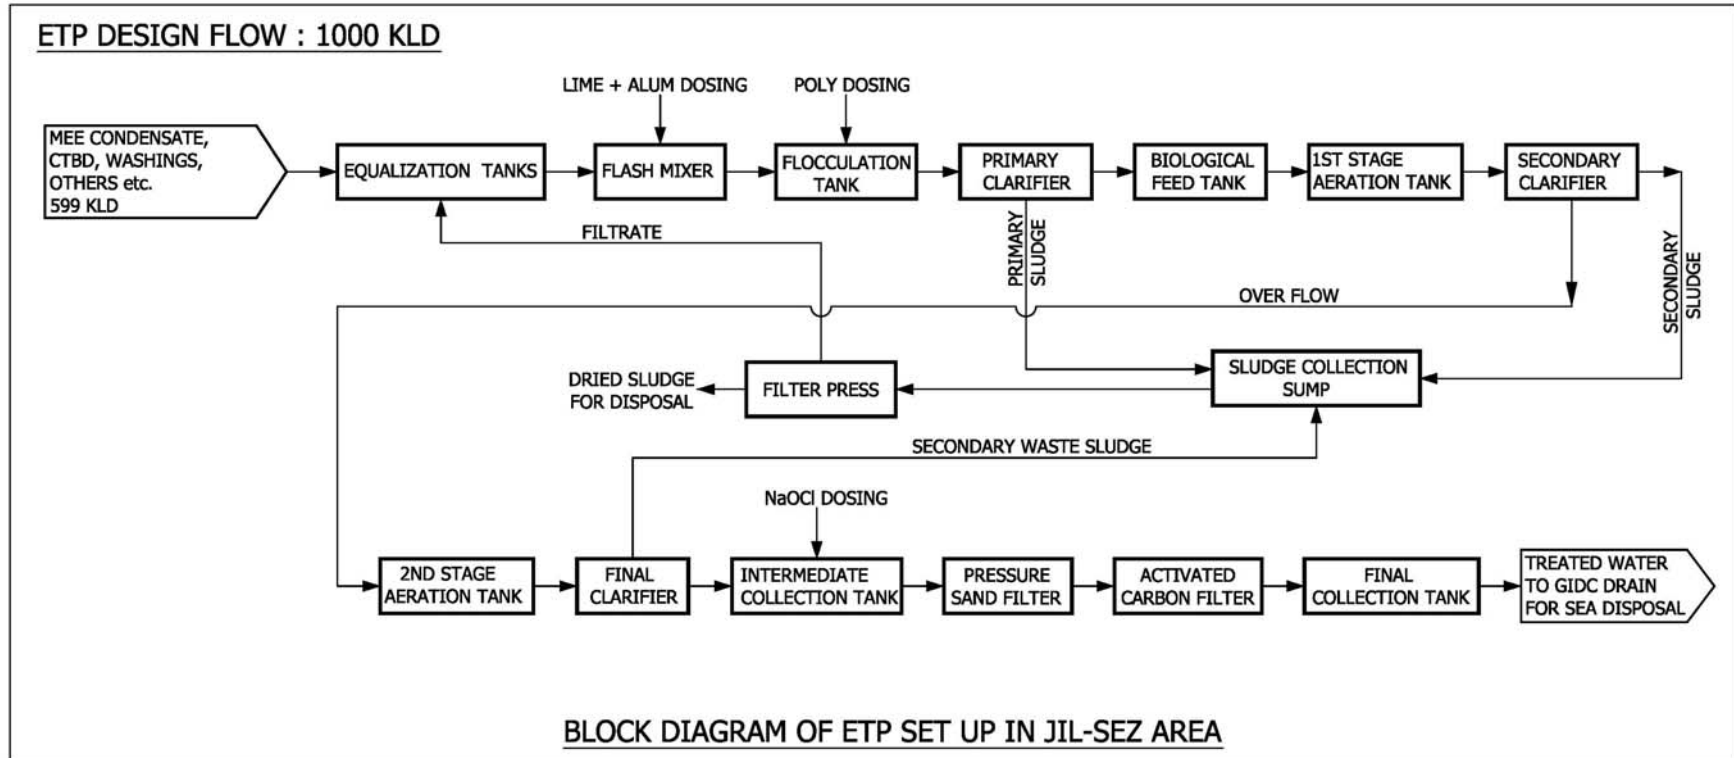 ETP DESIGN FLOW : 1000 KLD
LIME + ALUM DOSING
POLY DOSING
MEE CONDENSATE,
CTBD, WASHINGS,
OTHERS etc.
599 KLD
EQUALIZATION TANKS
FLASH MIXER
FLOCCULATION
TANK
PRIMARY
CLARIFIER
BIOLOGICAL
FEED TANK
1ST STAGE
AERATION TANK
SECONDARY
CLARIFIER
FILTRATE
PRIMARY
SLUDGE
SECONDARY
SLUDGE
OVER FLOW
DRIED SLUDGE
FOR DISPOSAL
FILTER PRESS
SLUDGE COLLECTION
SUMP
SECONDARY WASTE SLUDGE
NaOCl DOSING
2ND STAGE
AERATION TANK
FINAL
CLARIFIER
INTERMEDIATE
COLLECTION TANK
PRESSURE
SAND FILTER
ACTIVATED
CARBON FILTER
FINAL
COLLECTION TANK
TREATED WATER
TO GIDC DRAIN
FOR SEA DISPOSAL
BLOCK DIAGRAM OF ETP SET UP IN JIL-SEZ AREA